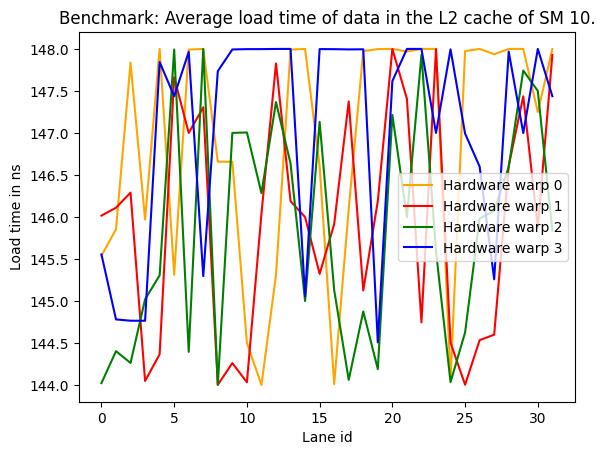 Benchmark: Average load time of data in the L2 cache of SM 10.
148.0
147.5
147.0
146.5
146.0
145.5
145.0
144.5
144.0
Load time in ns
Hardware warp 0
Hardware warp 1
Hardware warp 2
Hardware warp 3
0 5 10 15 20 25 30
Lane id